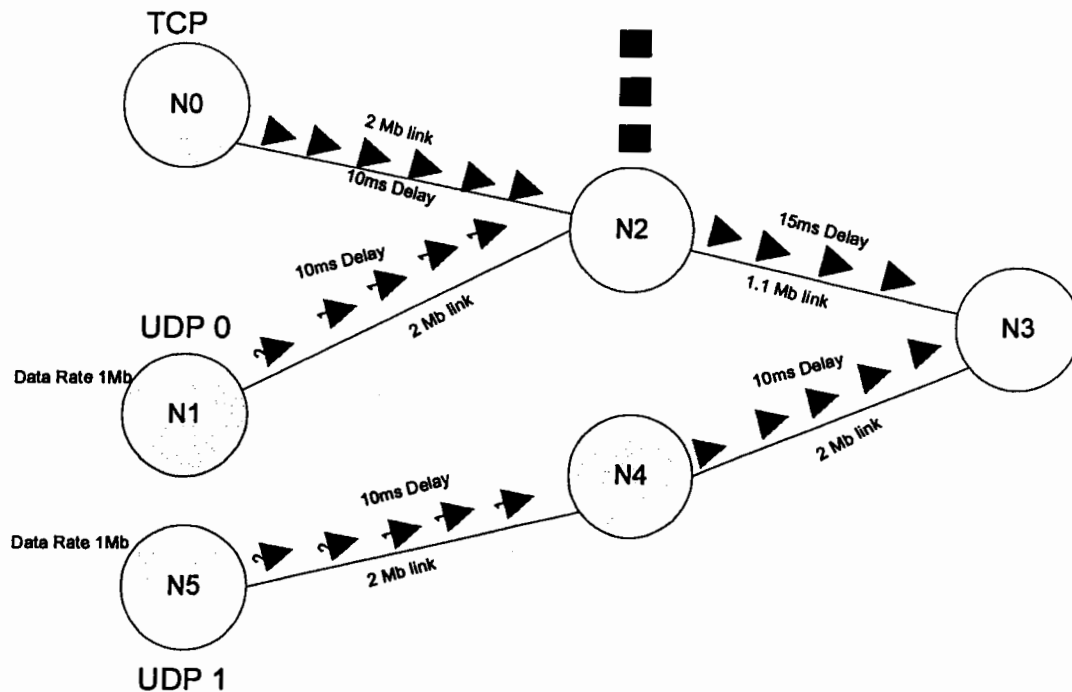 TCP
N0
2 Mb link
10ms Delay
N2
15ms Delay
1.1 Mb link
N3
10ms Delay
2 Mb link
UDP 0
Data Rate 1Mb
N1
10ms Delay
2 Mb link
N4
10ms Delay
2 Mb link
Data Rate 1Mb
N5
UDP 1